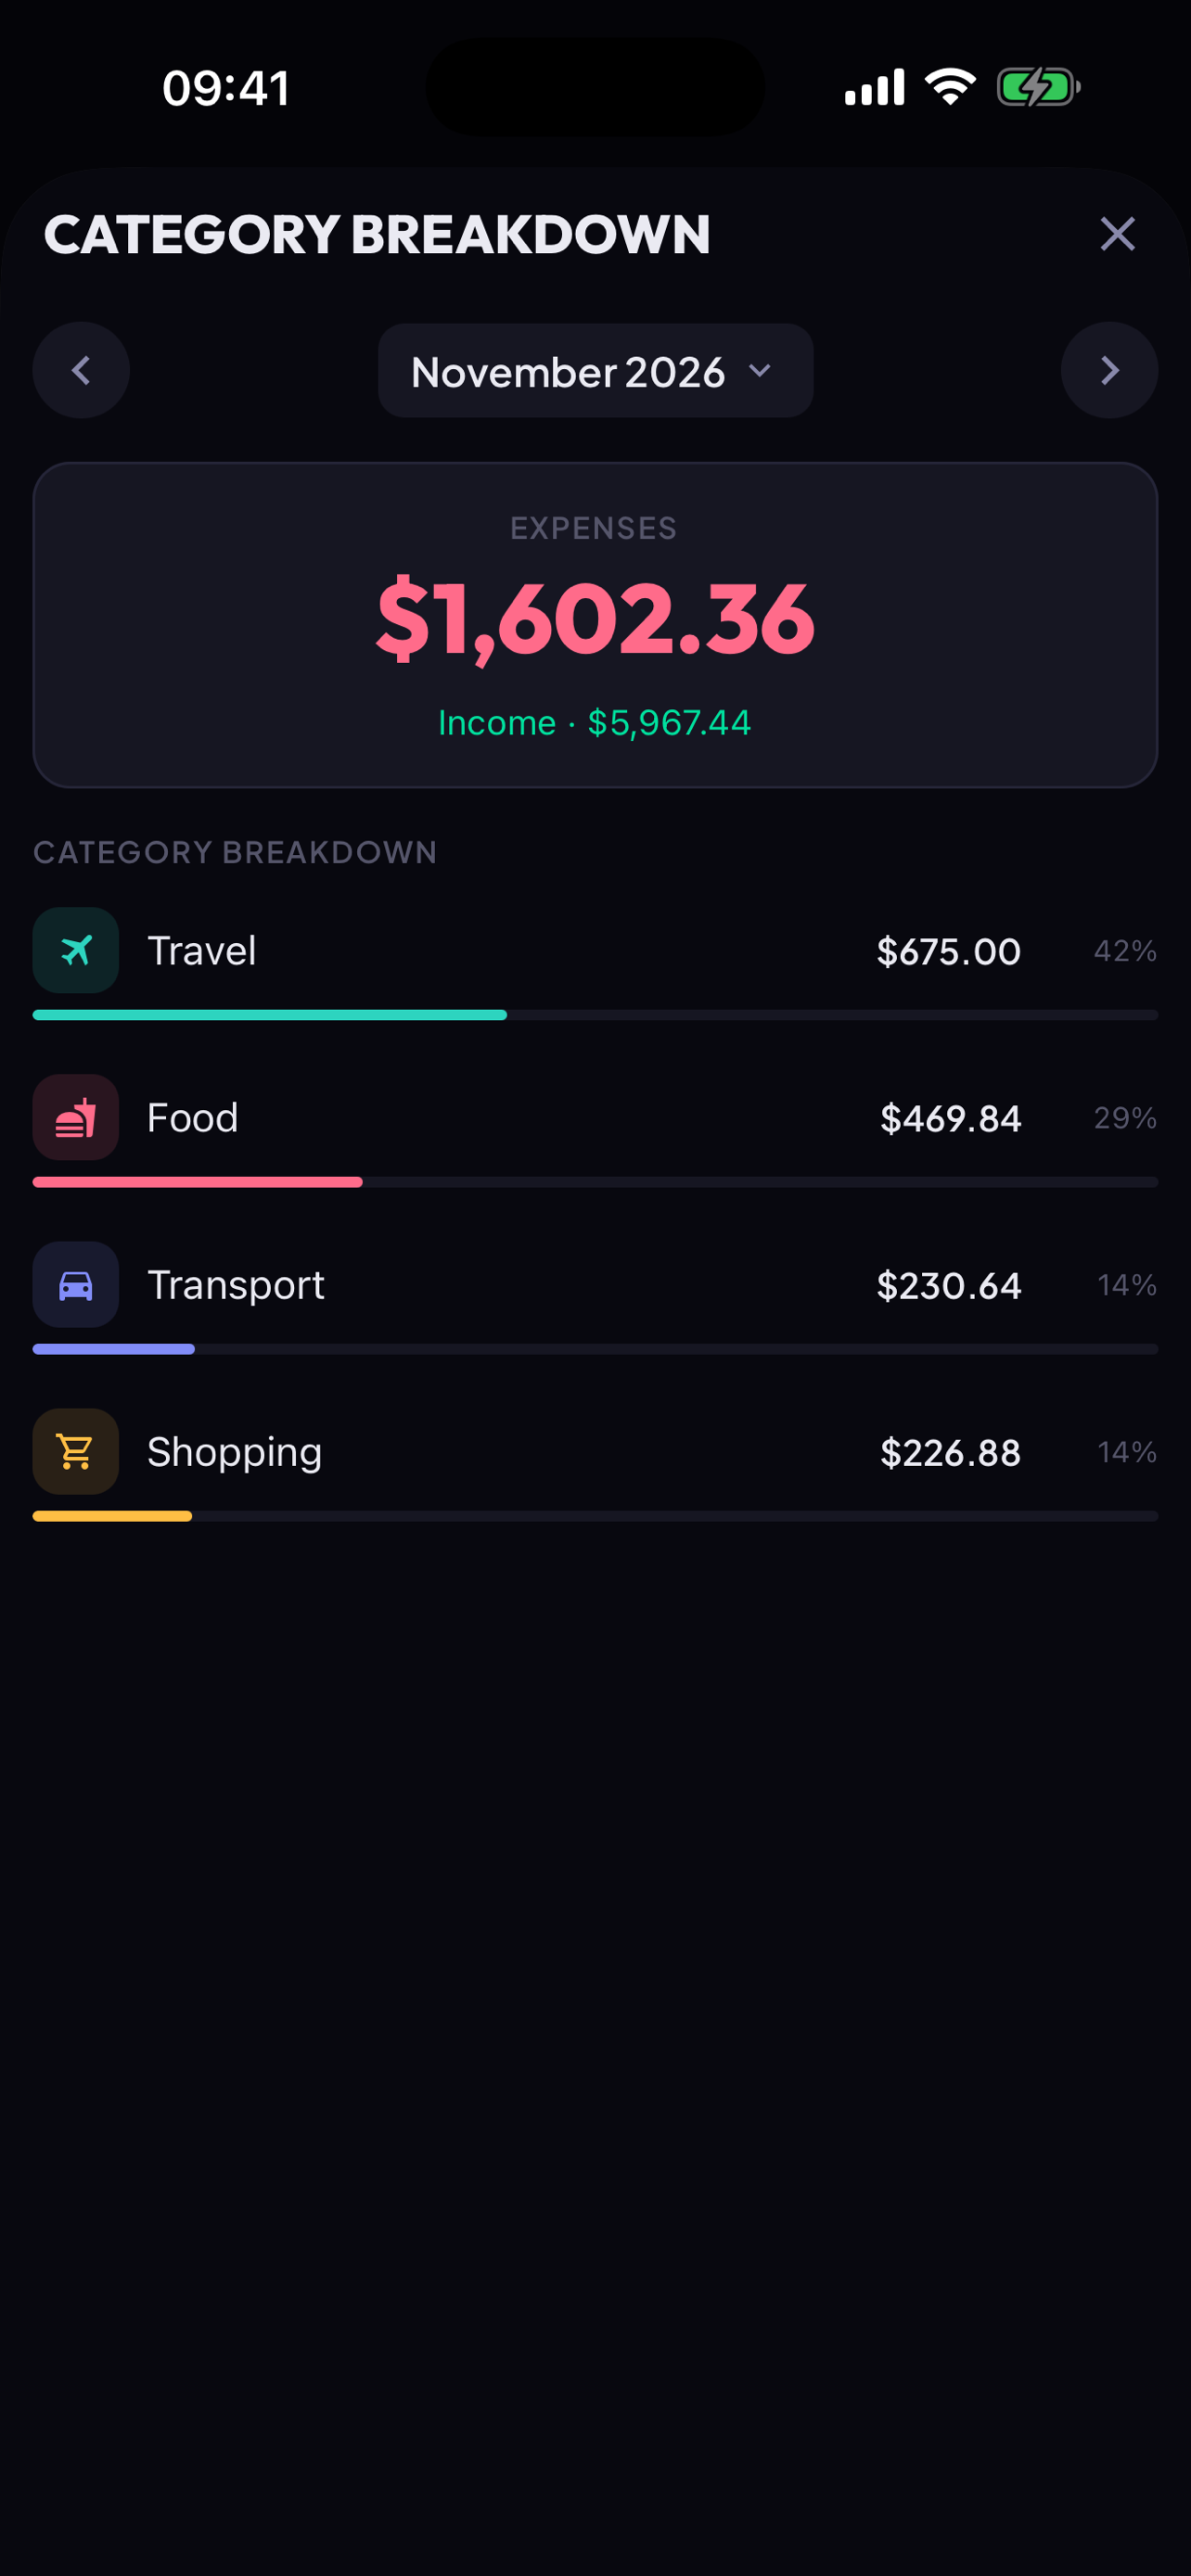 09:41
CATEGORY BREAKDOWN
November 2026
EXPENSES
$1,602.36
Income · $5,967.44
CATEGORY BREAKDOWN
Travel $675.00 42%
Food $469.84 29%
Transport $230.64 14%
Shopping $226.88 14%